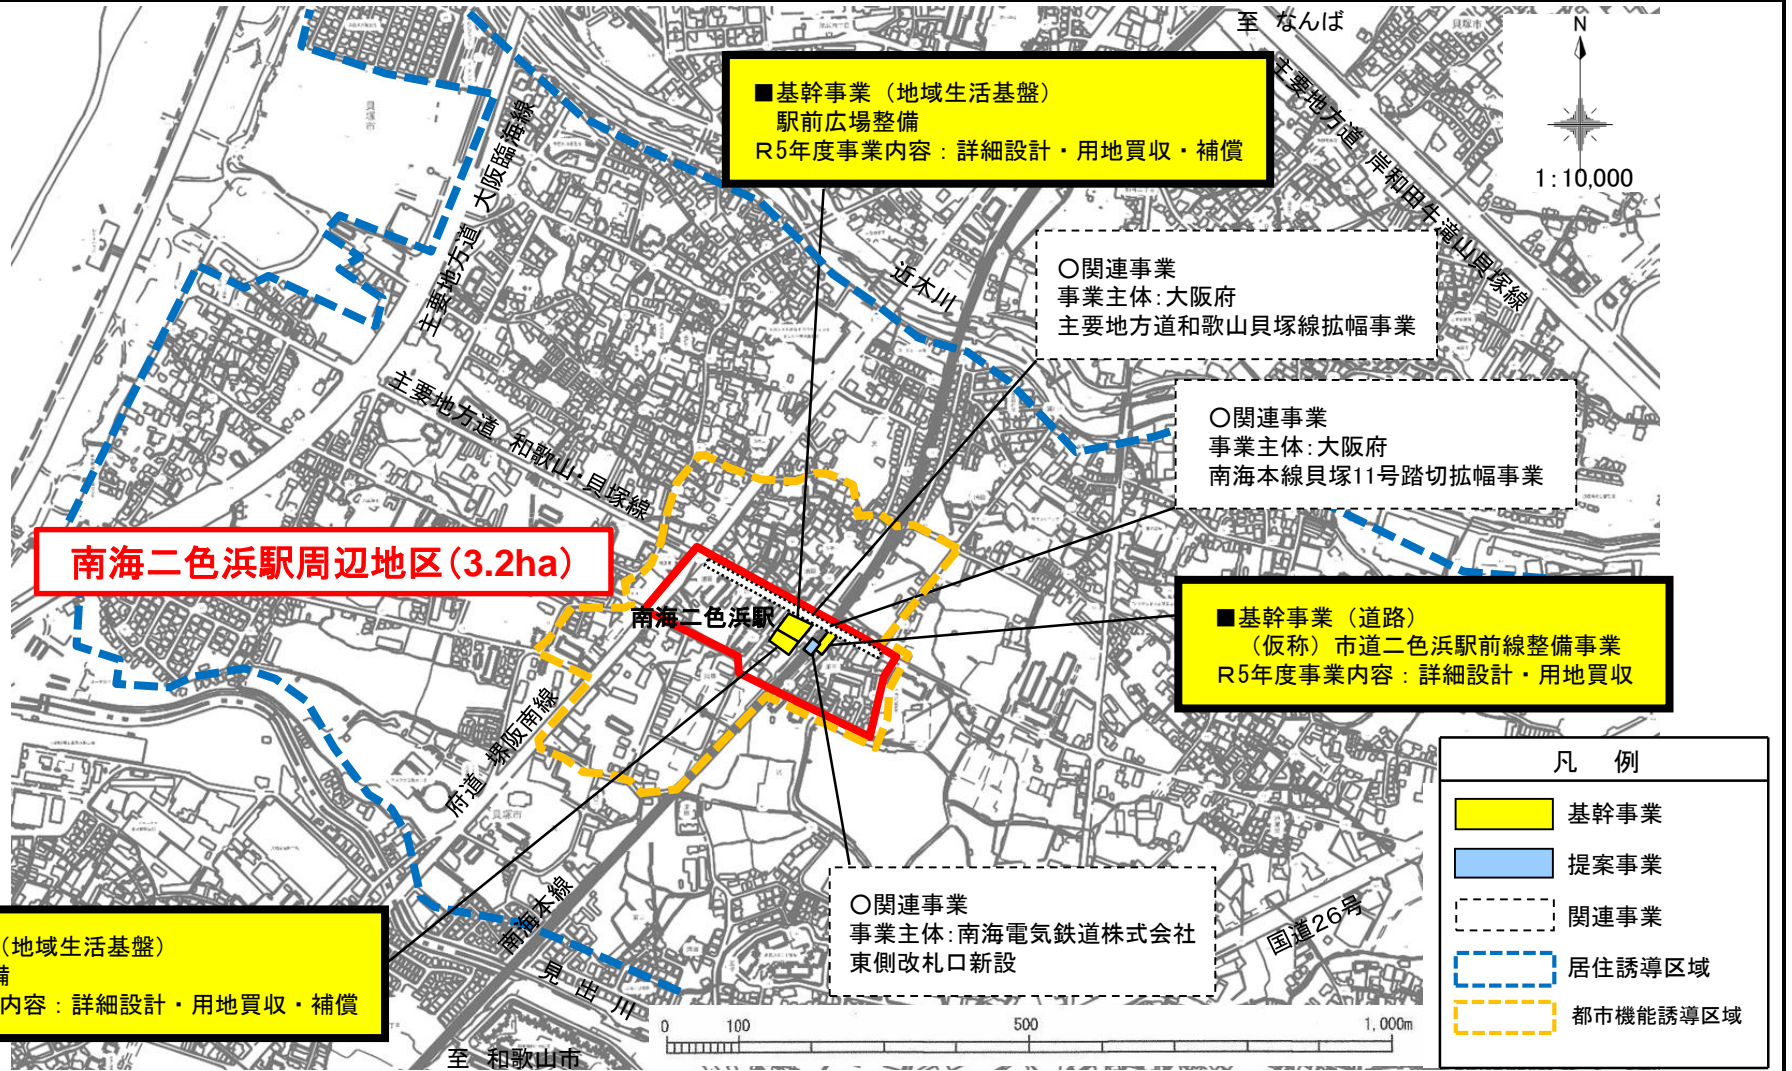 至 なんば
N
1:10,000
■基幹事業（地域生活基盤）
駅前広場整備
R5年度事業内容：詳細設計・用地買収・補償
主要地方道 岸和田牛滝山貝塚線
主要地方道 大阪臨海線
貝塚市
近木川
〇関連事業
事業主体:大阪府
主要地方道和歌山貝塚線拡幅事業
主要地方道 和歌山・貝塚線
〇関連事業
事業主体:大阪府
南海本線貝塚11号踏切拡幅事業
南海二色浜駅周辺地区(3.2ha)
南海二色浜駅
■基幹事業（道路）
（仮称）市道二色浜駅前線整備事業
R5年度事業内容：詳細設計・用地買収
府道 堺阪南線
貝塚市
南海本線
見出川
至 和歌山市
国道26号
〇関連事業
事業主体:南海電気鉄道株式会社
東側改札口新設
（地域生活基盤）
備
内容：詳細設計・用地買収・補償
0 100 500 1,000m
凡 例
基幹事業
提案事業
関連事業
居住誘導区域
都市機能誘導区域